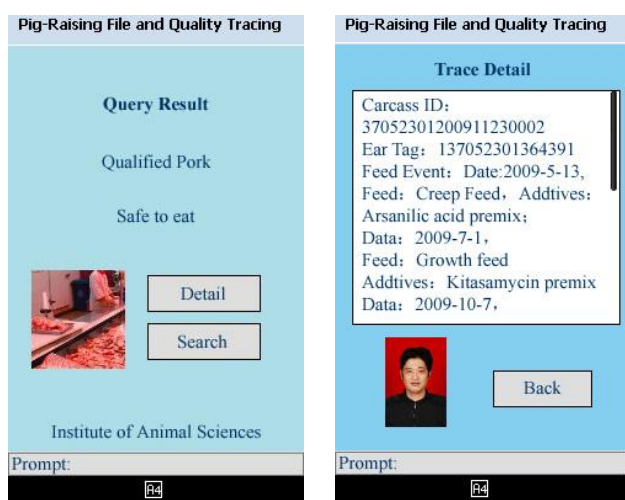 Pig-Raising File and Quality Tracing
Query Result
Qualified Pork
Safe to eat
Detail
Search
Institute of Animal Sciences
Prompt:
A4
Pig-Raising File and Quality Tracing
Trace Detail
Carcass ID：
37052301200911230002
Ear Tag：137052301364391
Feed Event：Date:2009-5-13,
Feed：Creep Feed，Addtives：
Arsanilic acid premix；
Data：2009-7-1，
Feed：Growth feed
Addtives：Kitasamycin premix
Data：2009-10-7，
Back
Prompt:
A4